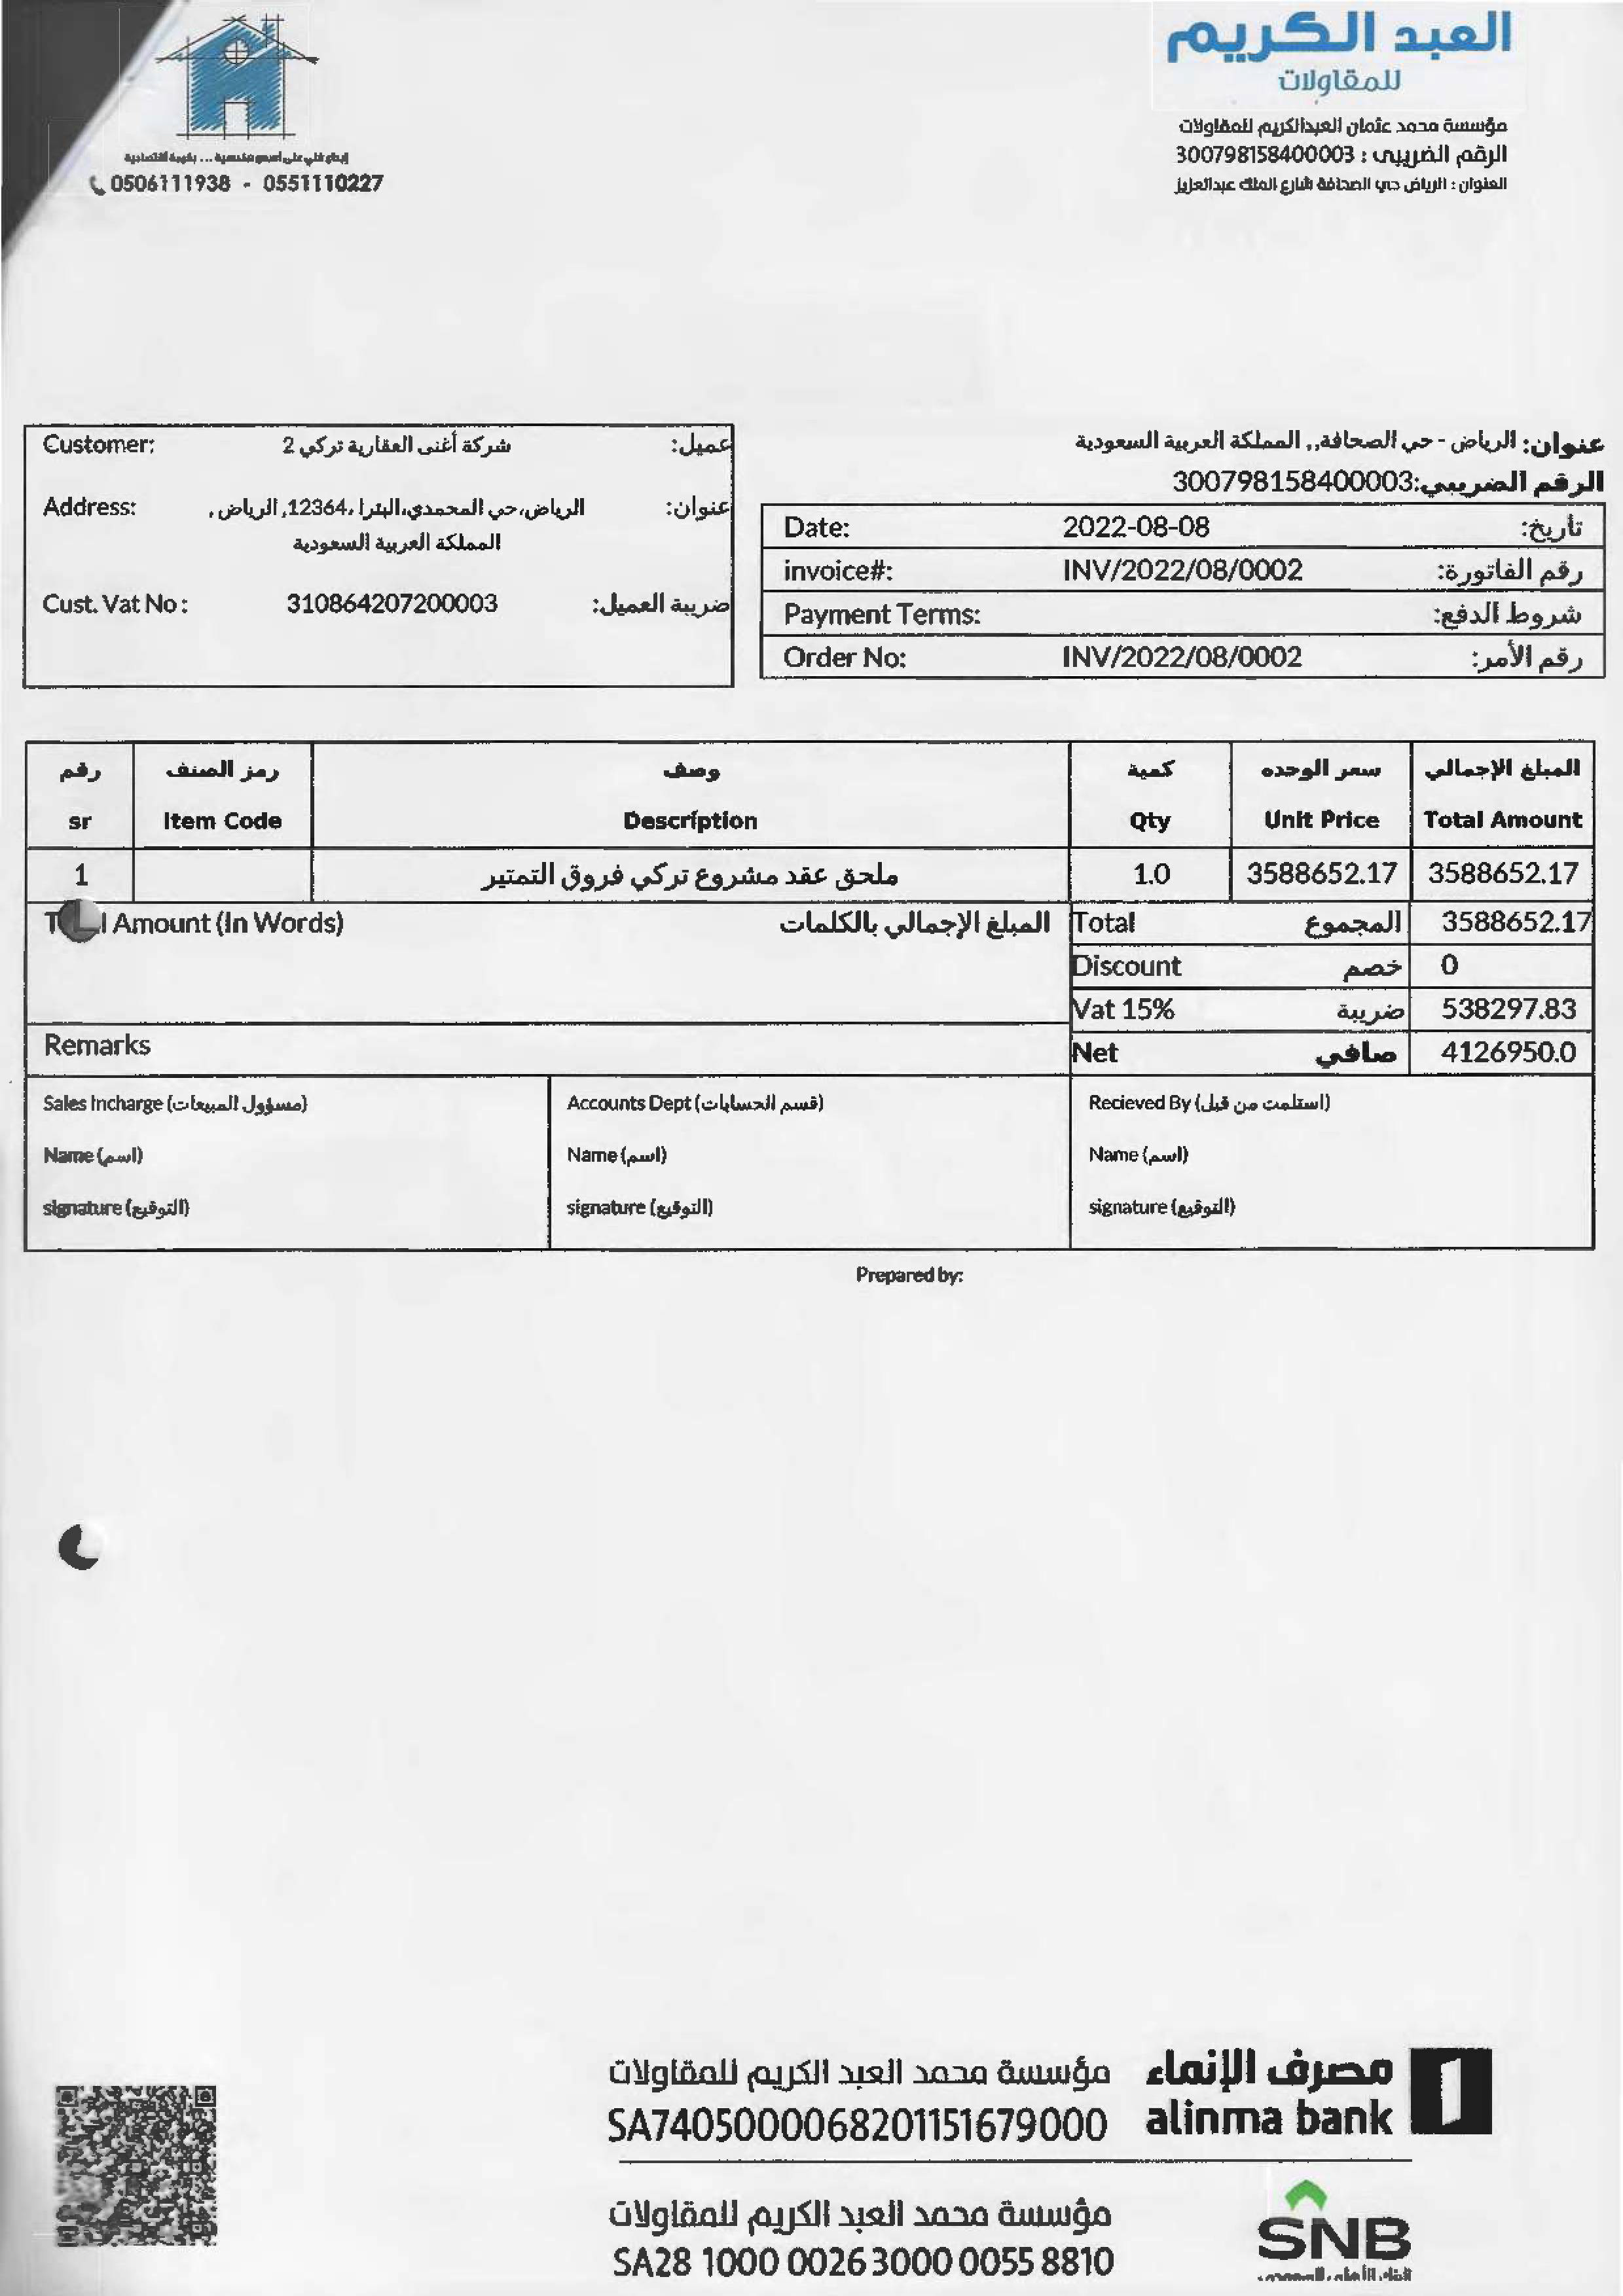 العبد الكريم
للمقاولات
مؤسسة محمد عثمان العبدالكريم للمقاولات
الرقم الضريبي : 300798158400003
العنوان : الرياض حي الصحافة شارع الملك عبدالعزيز
إبداع فني على أسس هندسية ... بقيمة اقتصادية
0506111938 - 0551110227
عنوان: الرياض - حي الصحافة,, المملكة العربية السعودية
الرقم الضريبي:300798158400003
Customer: شركة أغنى العقارية تركي 2 عميل:
Address: الرياض،حي المحمدي،البترا ،12364, الرياض , عنوان:
المملكة العربية السعودية
Cust. Vat No : 310864207200003 ضريبة العميل:
Date: 2022-08-08 تأريخ:
invoice#: INV/2022/08/0002 رقم الفاتورة:
Payment Terms: شروط الدفع:
Order No: INV/2022/08/0002 رقم الأمر:
رقم رمز الصنف وصف كمية سعر الوحده المبلغ الإجمالي
sr Item Code Description Qty Unit Price Total Amount
1 ملحق عقد مشروع تركي فروق التمتير 1.0 3588652.17 3588652.17
Amount (In Words) المبلغ الإجمالي بالكلمات Total المجموع 3588652.17
Discount خصم 0
Vat 15% ضريبة 538297.83
Remarks Net صافي 4126950.0
Sales Incharge (مسؤول المبيعات) Accounts Dept (قسم الحسابات) Recieved By (استلمت من قبل)
Name (اسم) Name (اسم) Name (اسم)
signature (التوقيع) signature (التوقيع) signature (التوقيع)
Prepared by:
مؤسسة محمد العبد الكريم للمقاولات مصرف الإنماء
SA7405000068201151679000 alinma bank
مؤسسة محمد العبد الكريم للمقاولات
SA28 1000 0026 3000 0055 8810 SNB